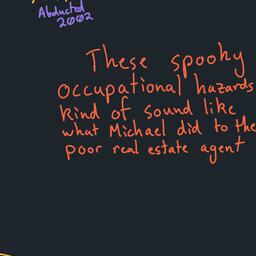 Abducted
2002
These spooky
occupational hazards
kind of sound like
what Michael did to the
poor real estate agent